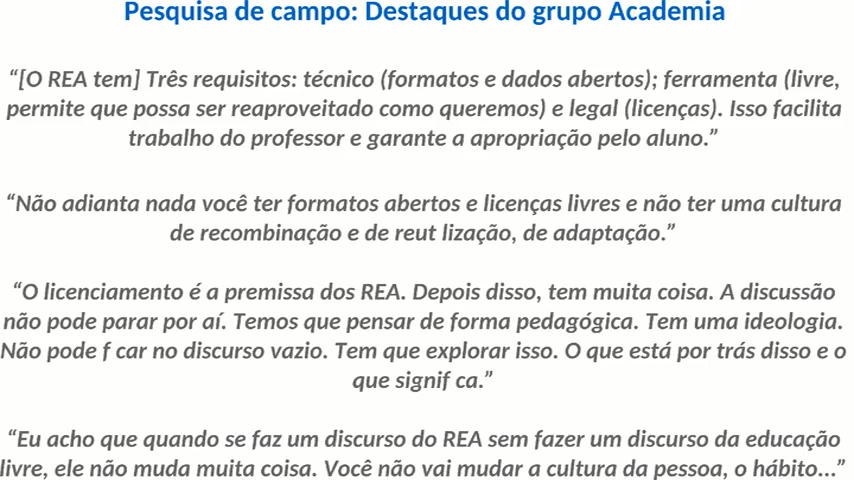 Pesquisa de campo: Destaques do grupo Academia
“[O REA tem] Três requisitos: técnico (formatos e dados abertos); ferramenta (livre,
permite que possa ser reaproveitado como queremos) e legal (licenças). Isso facilita
trabalho do professor e garante a apropriação pelo aluno.”
“Não adianta nada você ter formatos abertos e licenças livres e não ter uma cultura
de recombinação e de reut lização, de adaptação.”
“O licenciamento é a premissa dos REA. Depois disso, tem muita coisa. A discussão
não pode parar por aí. Temos que pensar de forma pedagógica. Tem uma ideologia.
Não pode f car no discurso vazio. Tem que explorar isso. O que está por trás disso e o
que signif ca.”
“Eu acho que quando se faz um discurso do REA sem fazer um discurso da educação
livre, ele não muda muita coisa. Você não vai mudar a cultura da pessoa, o hábito...”